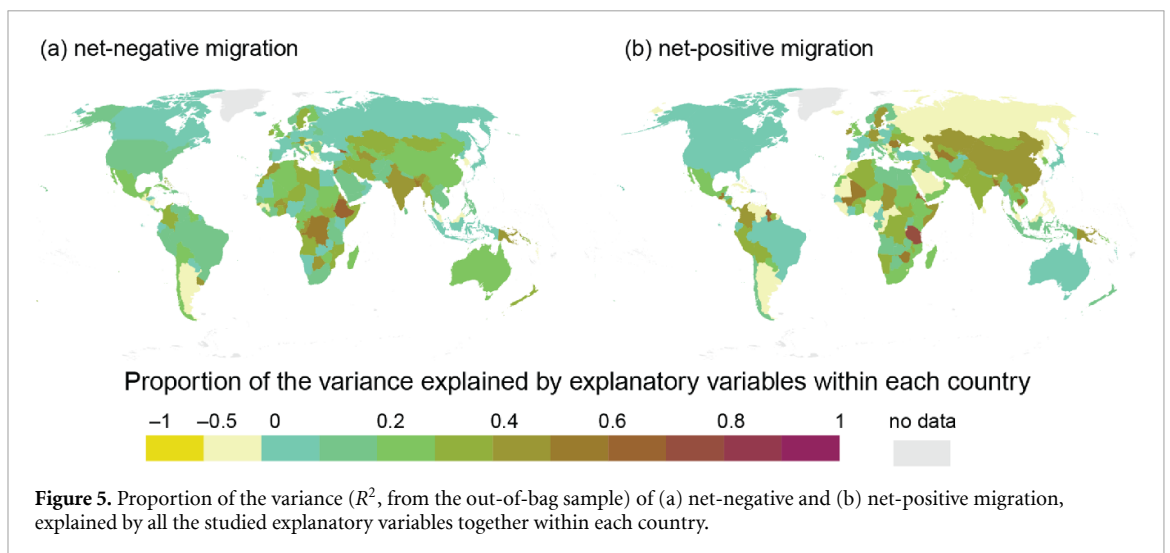 (a) net-negative migration
(b) net-positive migration
Proportion of the variance explained by explanatory variables within each country
–1 –0.5 0 0.2 0.4 0.6 0.8 1 no data
Figure 5. Proportion of the variance (R², from the out-of-bag sample) of (a) net-negative and (b) net-positive migration,
explained by all the studied explanatory variables together within each country.